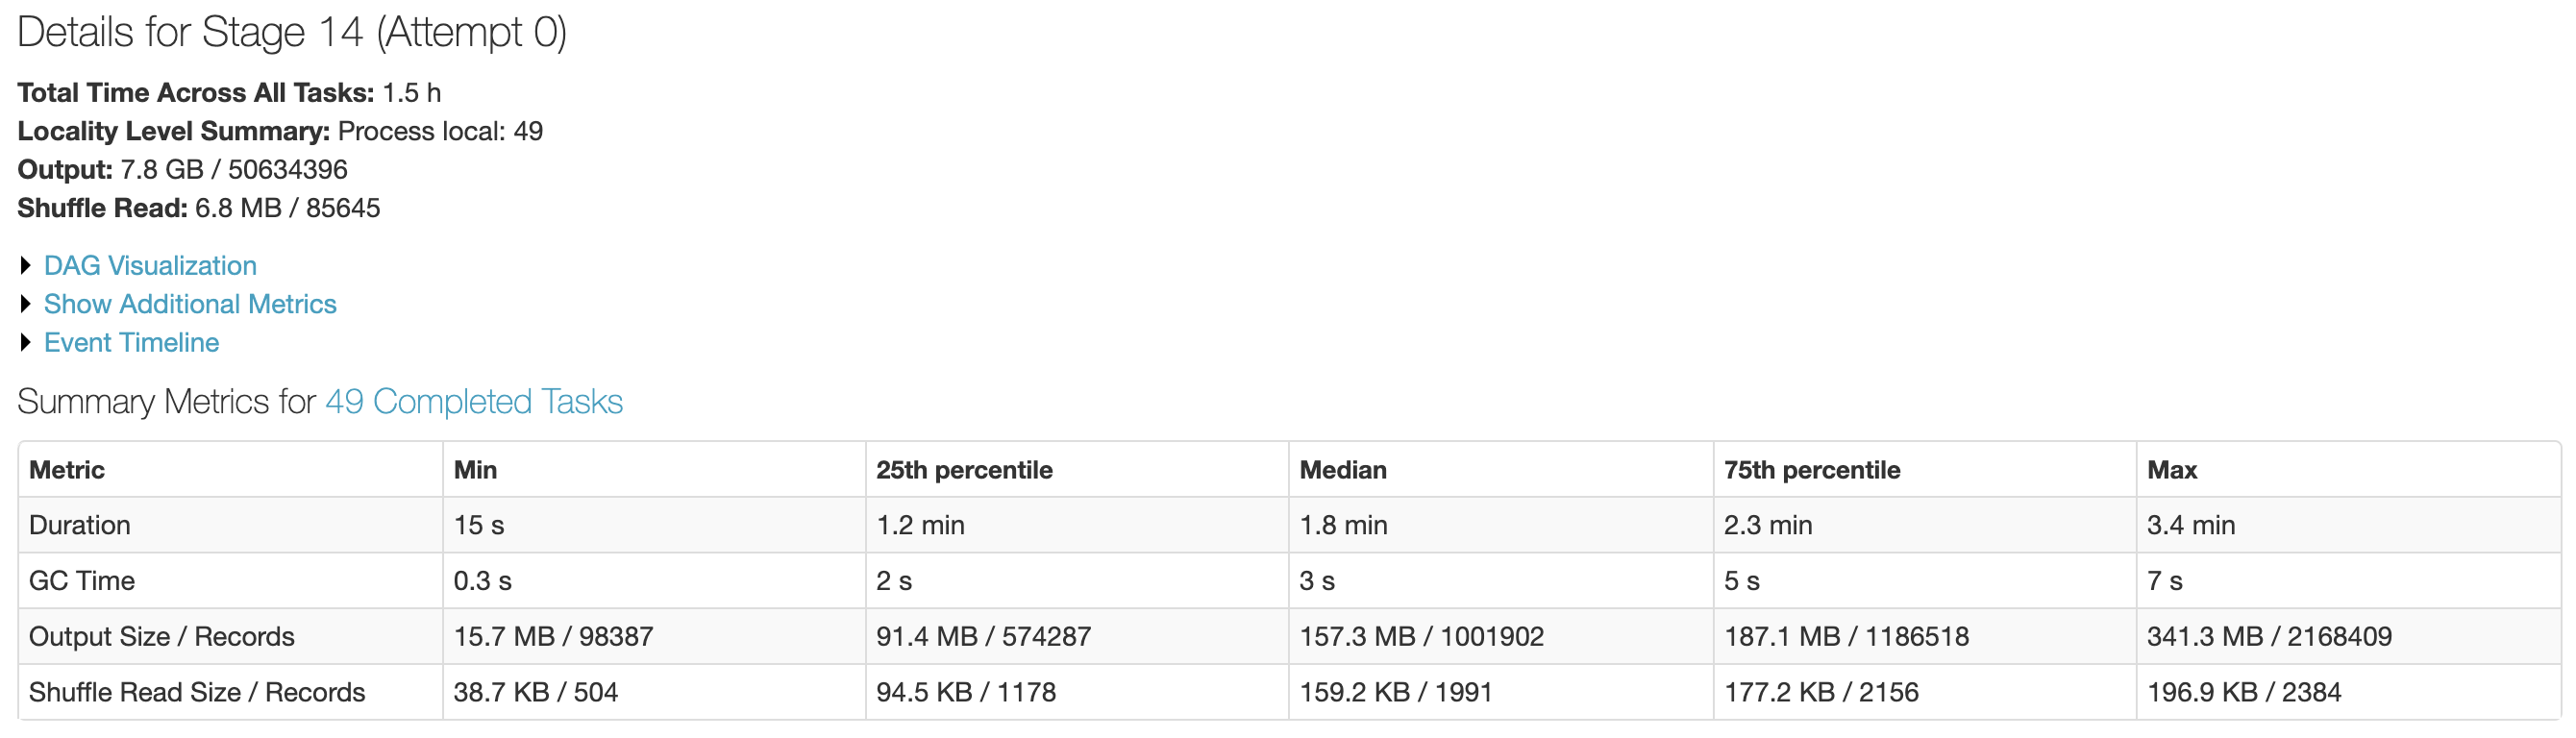 Details for Stage 14 (Attempt 0)
Total Time Across All Tasks: 1.5 h
Locality Level Summary: Process local: 49
Output: 7.8 GB / 50634396
Shuffle Read: 6.8 MB / 85645
DAG Visualization
Show Additional Metrics
Event Timeline
Summary Metrics for 49 Completed Tasks
Metric Min 25th percentile Median 75th percentile Max
Duration 15 s 1.2 min 1.8 min 2.3 min 3.4 min
GC Time 0.3 s 2 s 3 s 5 s 7 s
Output Size / Records 15.7 MB / 98387 91.4 MB / 574287 157.3 MB / 1001902 187.1 MB / 1186518 341.3 MB / 2168409
Shuffle Read Size / Records 38.7 KB / 504 94.5 KB / 1178 159.2 KB / 1991 177.2 KB / 2156 196.9 KB / 2384